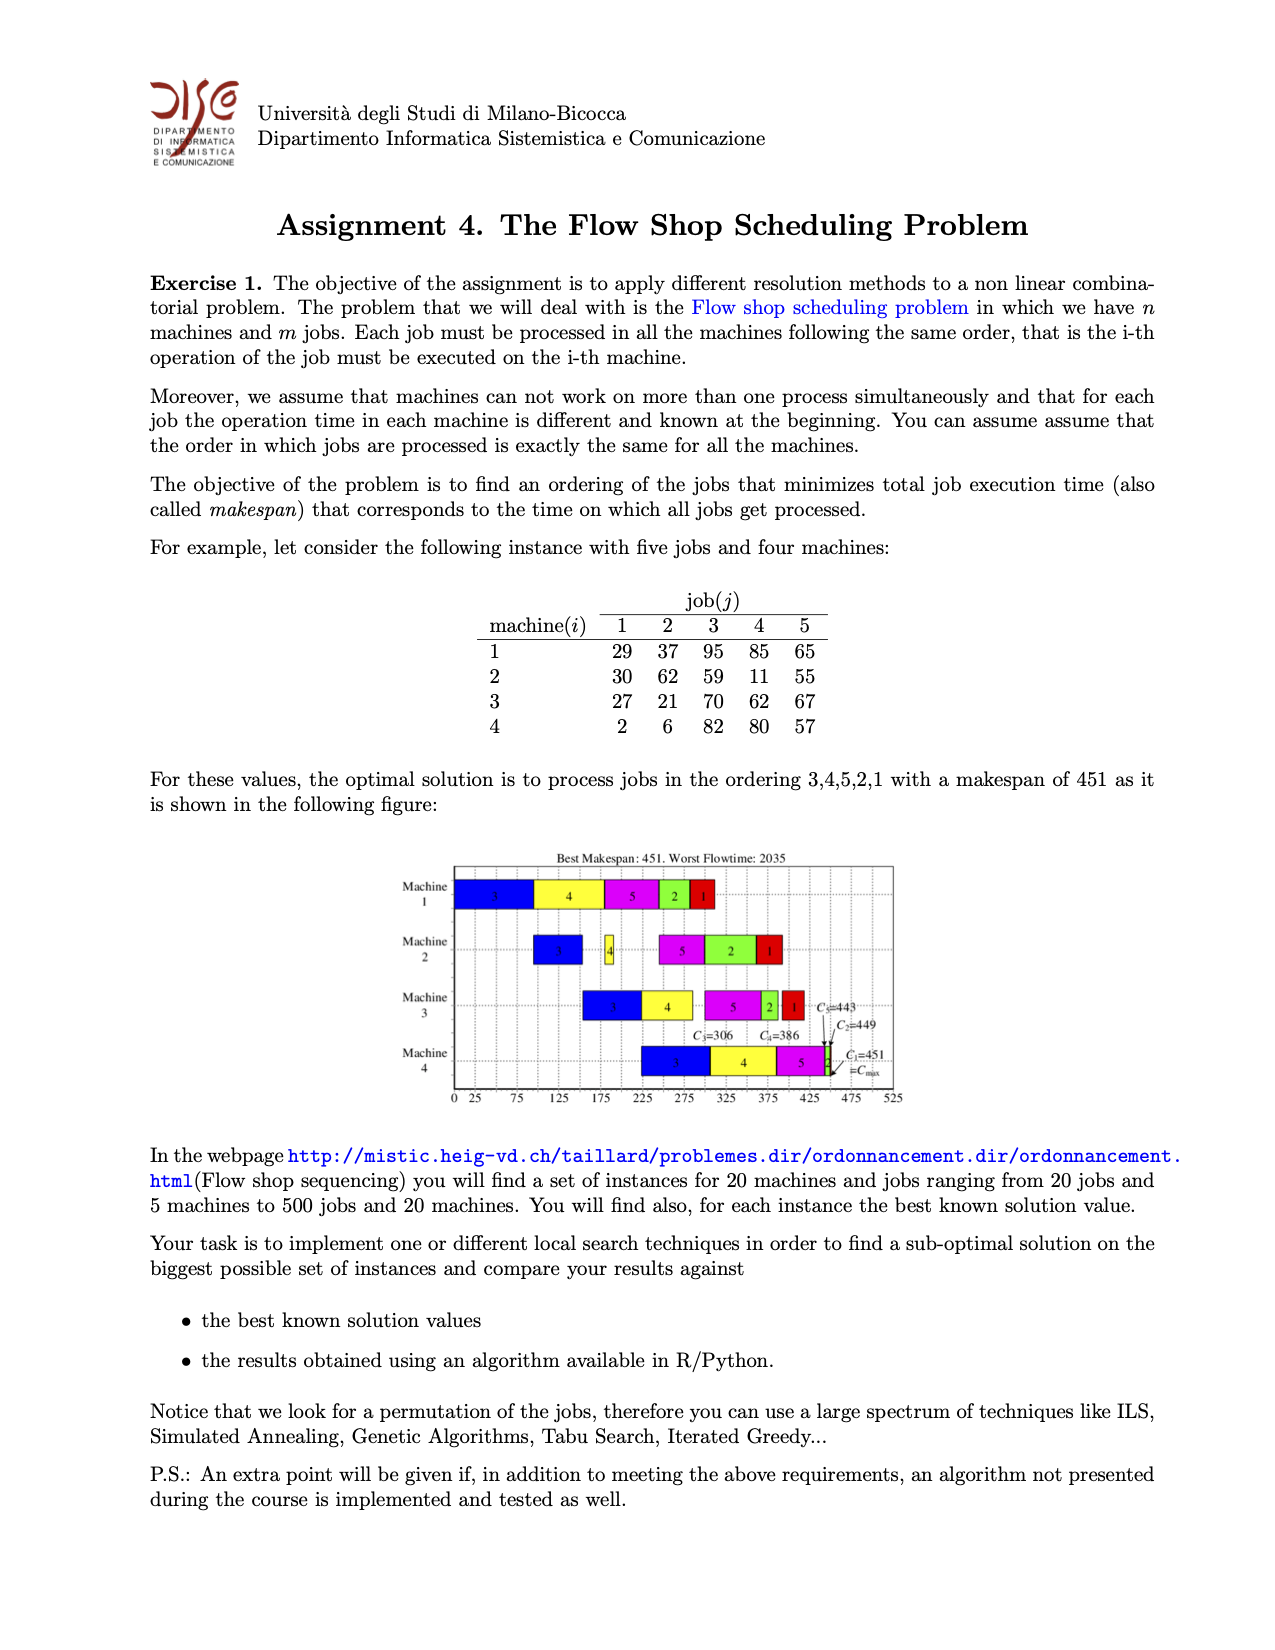 DIPARTIMENTO
DI INFORMATICA
SISTEMISTICA
E COMUNICAZIONE
Università degli Studi di Milano-Bicocca
Dipartimento Informatica Sistemistica e Comunicazione
Assignment 4. The Flow Shop Scheduling Problem
Exercise 1. The objective of the assignment is to apply different resolution methods to a non linear combina-
torial problem. The problem that we will deal with is the Flow shop scheduling problem in which we have n
machines and m jobs. Each job must be processed in all the machines following the same order, that is the i-th
operation of the job must be executed on the i-th machine.
Moreover, we assume that machines can not work on more than one process simultaneously and that for each
job the operation time in each machine is different and known at the beginning. You can assume assume that
the order in which jobs are processed is exactly the same for all the machines.
The objective of the problem is to find an ordering of the jobs that minimizes total job execution time (also
called makespan) that corresponds to the time on which all jobs get processed.
For example, let consider the following instance with five jobs and four machines:
job(j)
machine(i) 1 2 3 4 5
1 29 37 95 85 65
2 30 62 59 11 55
3 27 21 70 62 67
4 2 6 82 80 57
For these values, the optimal solution is to process jobs in the ordering 3,4,5,2,1 with a makespan of 451 as it
is shown in the following figure:
Best Makespan: 451. Worst Flowtime: 2035
Machine
1
3 4 5 2 1
Machine
2
3 4 5 2 1
Machine
3
3 4 5 2 1
C5=443
C2=449
C3=306 C4=386
Machine
4
3 4 5 2
C1=451
=Cmax
0 25 75 125 175 225 275 325 375 425 475 525
In the webpage http://mistic.heig-vd.ch/taillard/problemes.dir/ordonnancement.dir/ordonnancement.
html(Flow shop sequencing) you will find a set of instances for 20 machines and jobs ranging from 20 jobs and
5 machines to 500 jobs and 20 machines. You will find also, for each instance the best known solution value.
Your task is to implement one or different local search techniques in order to find a sub-optimal solution on the
biggest possible set of instances and compare your results against
• the best known solution values
• the results obtained using an algorithm available in R/Python.
Notice that we look for a permutation of the jobs, therefore you can use a large spectrum of techniques like ILS,
Simulated Annealing, Genetic Algorithms, Tabu Search, Iterated Greedy...
P.S.: An extra point will be given if, in addition to meeting the above requirements, an algorithm not presented
during the course is implemented and tested as well.